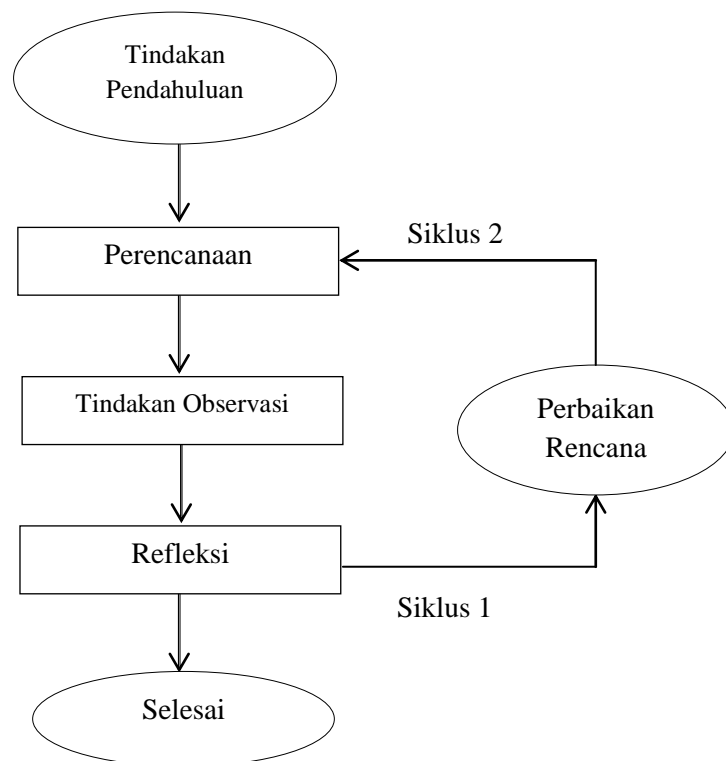 Tindakan
Pendahuluan
Perencanaan
Siklus 2
Tindakan Observasi
Perbaikan
Rencana
Refleksi
Siklus 1
Selesai